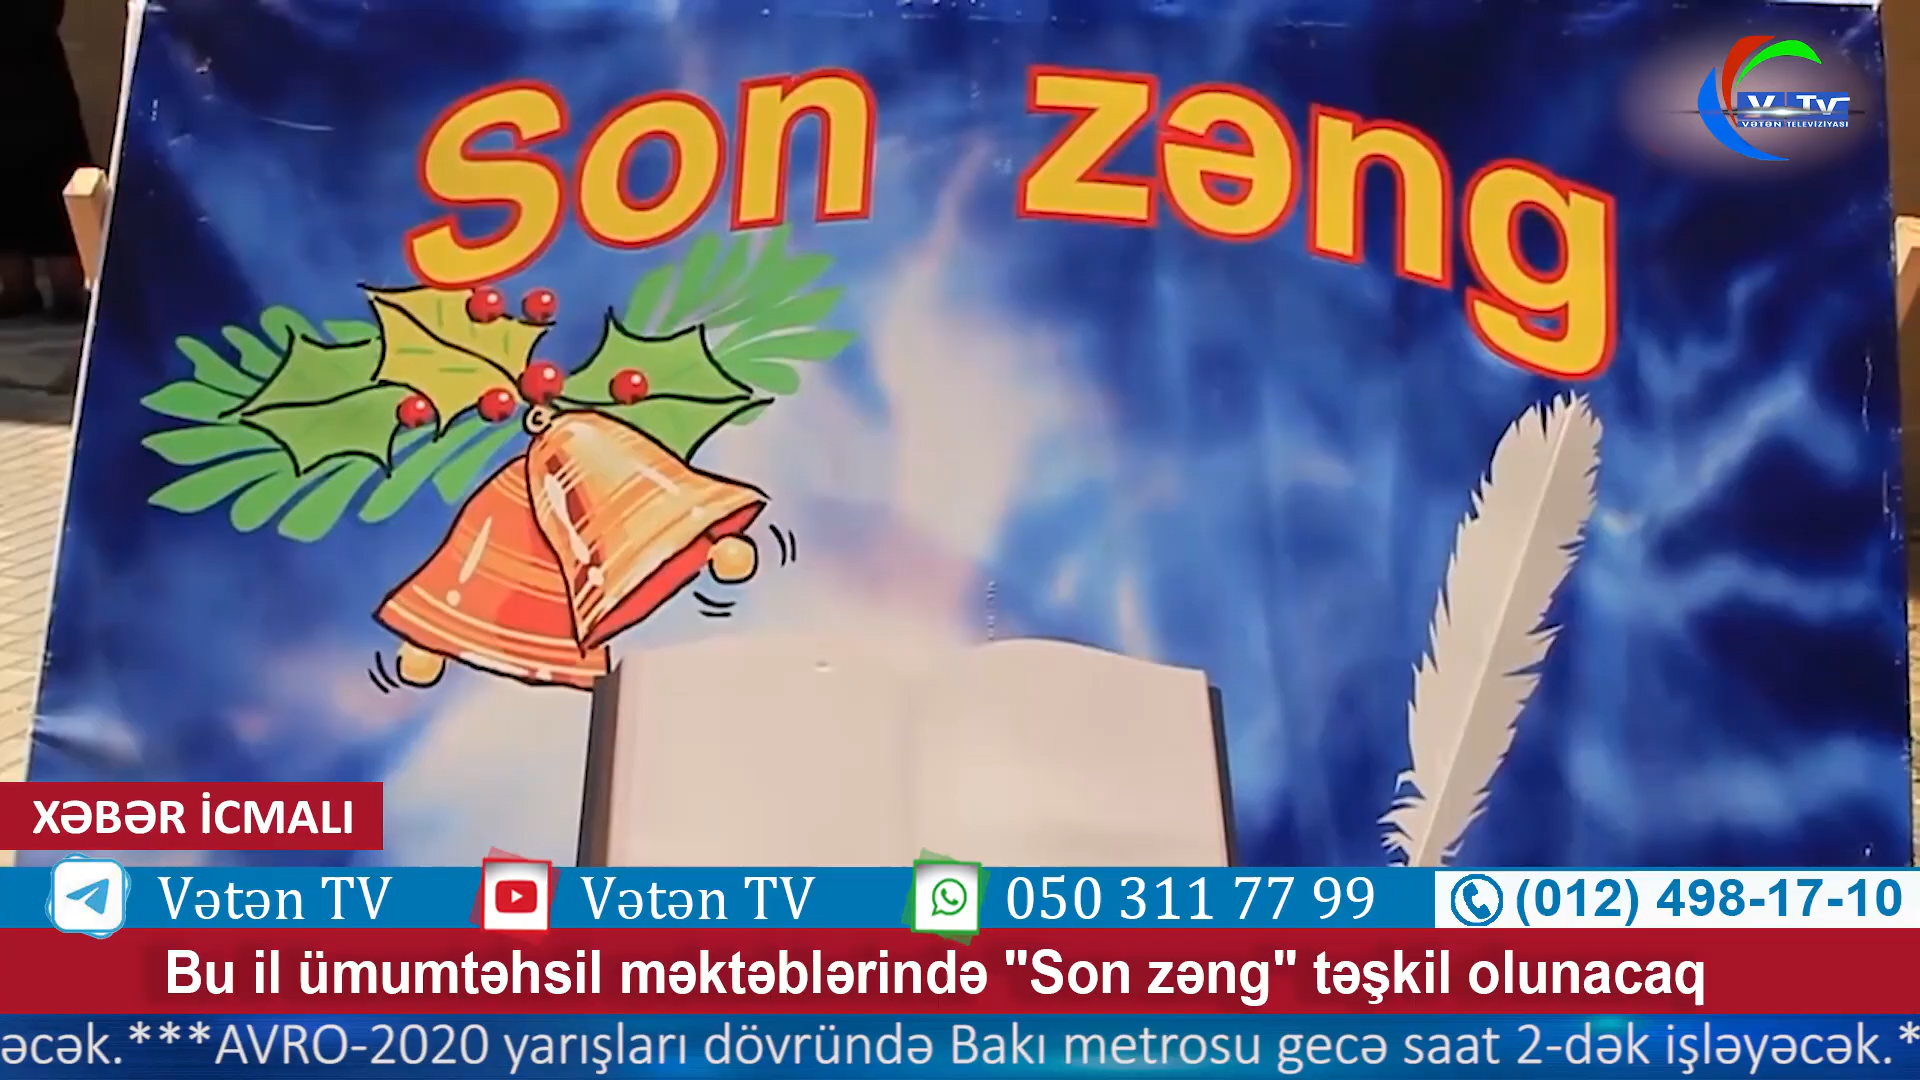 Son zəng
V TV
VƏTƏN TELEVİZİYASI
XƏBƏR İCMALI
Vətən TV
Vətən TV
050 311 77 99
(012) 498-17-10
Bu il ümumtəhsil məktəblərində "Son zəng" təşkil olunacaq
əcək.***AVRO-2020 yarışları dövründə Bakı metrosu gecə saat 2-dək işləyəcək.*